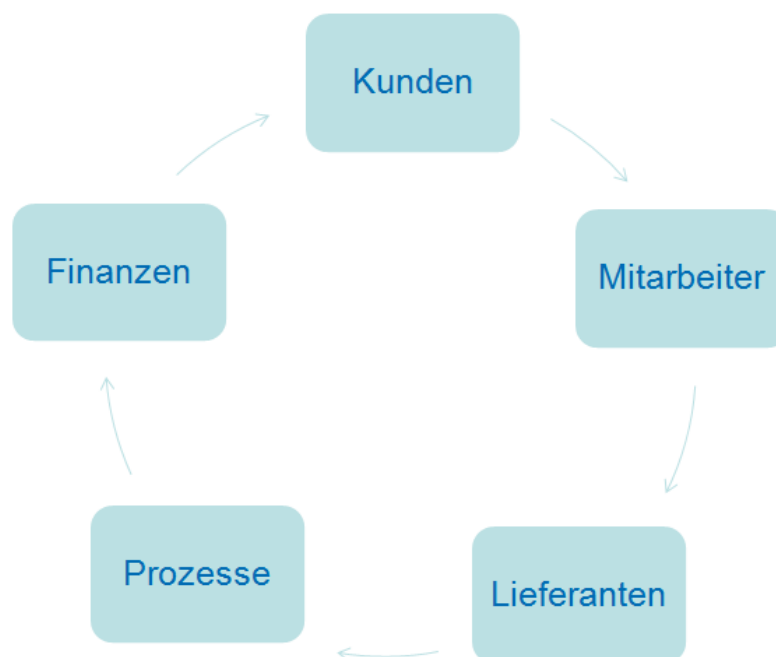 Kunden
Mitarbeiter
Lieferanten
Prozesse
Finanzen